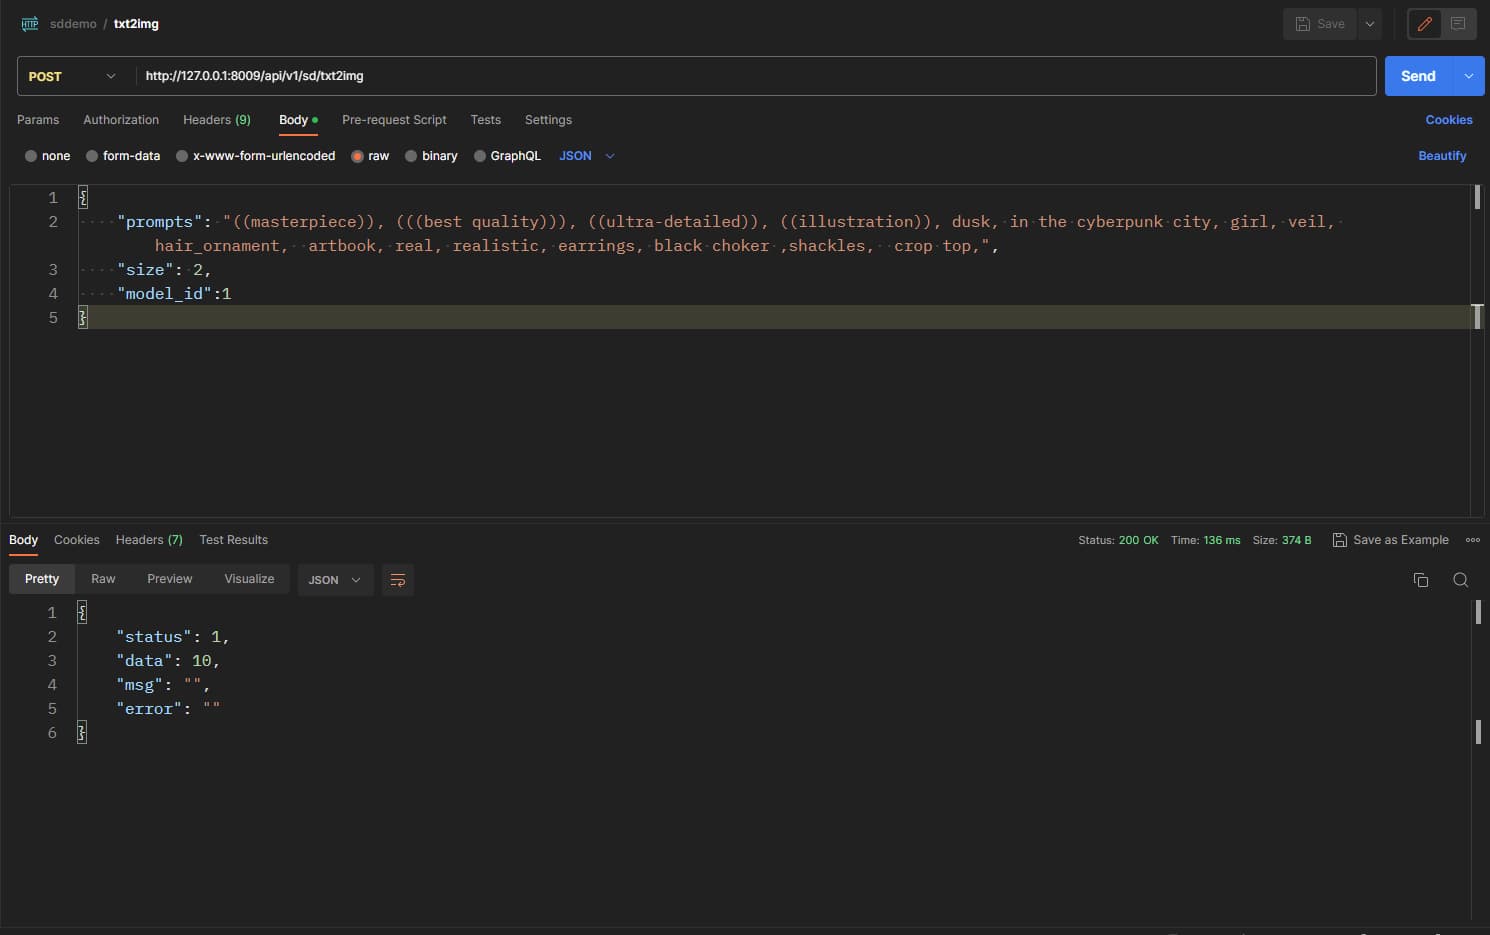 HTTP sddemo / txt2img Save
POST http://127.0.0.1:8009/api/v1/sd/txt2img Send
Params Authorization Headers (9) Body Pre-request Script Tests Settings Cookies
none form-data x-www-form-urlencoded raw binary GraphQL JSON Beautify
1 {
2 "prompts": "((masterpiece)), (((best quality))), ((ultra-detailed)), ((illustration)), dusk, in the cyberpunk city, girl, veil,
hair_ornament,  artbook, real, realistic, earrings, black choker ,shackles,  crop top,",
3 "size": 2,
4 "model_id":1
5 }
Body Cookies Headers (7) Test Results Status: 200 OK Time: 136 ms Size: 374 B Save as Example
Pretty Raw Preview Visualize JSON
1 {
2 "status": 1,
3 "data": 10,
4 "msg": "",
5 "error": ""
6 }